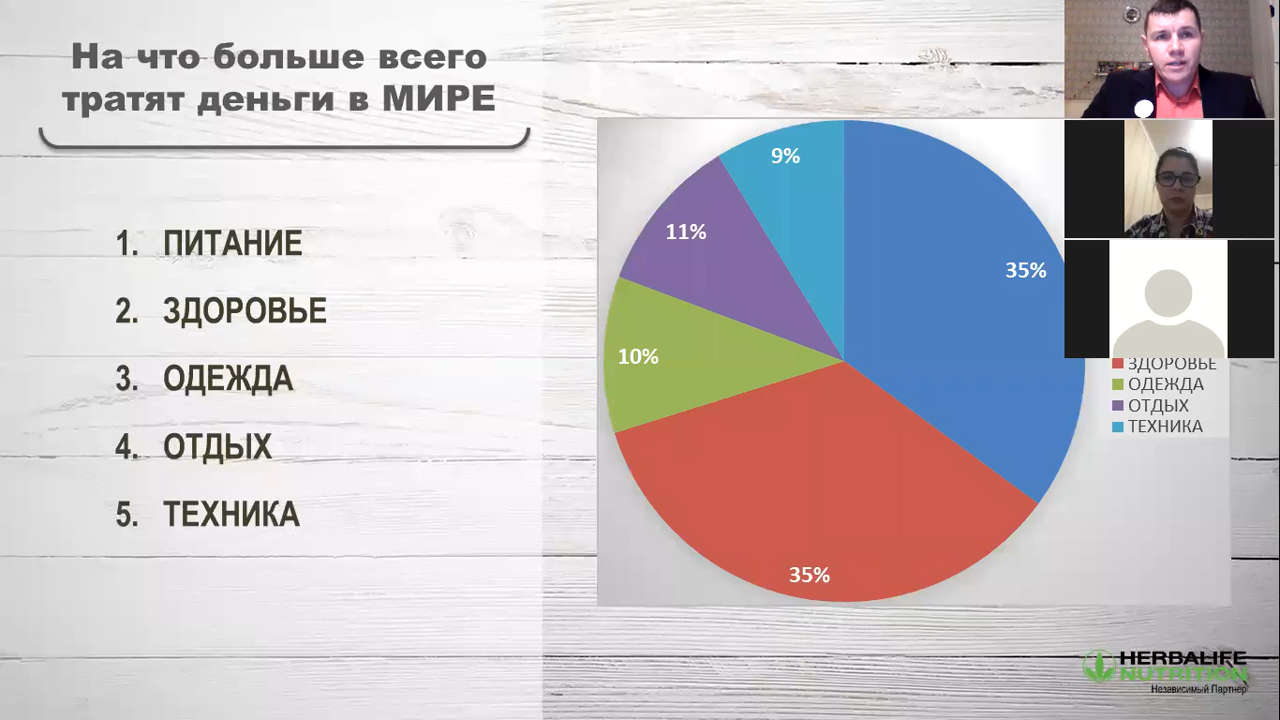 На что больше всего
тратят деньги в МИРЕ
1. ПИТАНИЕ
2. ЗДОРОВЬЕ
3. ОДЕЖДА
4. ОТДЫХ
5. ТЕХНИКА
9%
11%
35%
10%
35%
ЗДОРОВЬЕ
ОДЕЖДА
ОТДЫХ
ТЕХНИКА
HERBALIFE
NUTRITION
Независимый Партнер